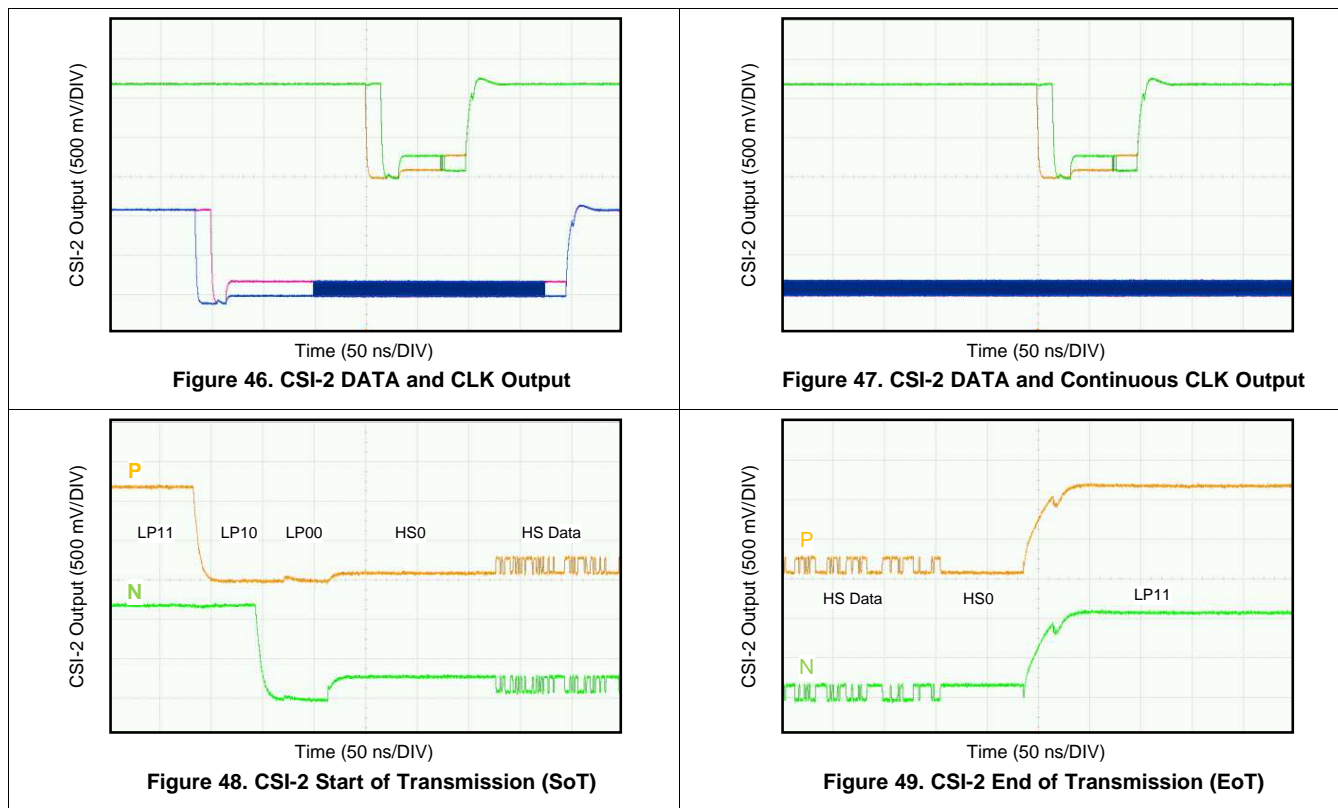 CSI-2 Output (500 mV/DIV)
Time (50 ns/DIV)
Figure 46. CSI-2 DATA and CLK Output
CSI-2 Output (500 mV/DIV)
Time (50 ns/DIV)
Figure 47. CSI-2 DATA and Continuous CLK Output
CSI-2 Output (500 mV/DIV)
P
LP11 LP10 LP00 HS0 HS Data
N
Time (50 ns/DIV)
Figure 48. CSI-2 Start of Transmission (SoT)
CSI-2 Output (500 mV/DIV)
P
HS Data HS0 LP11
N
Time (50 ns/DIV)
Figure 49. CSI-2 End of Transmission (EoT)